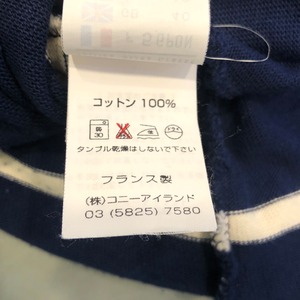 コットン 100%
タンブル乾燥はしないで下さい
フランス製
(株)コニーアイランド
03 (5825) 7580